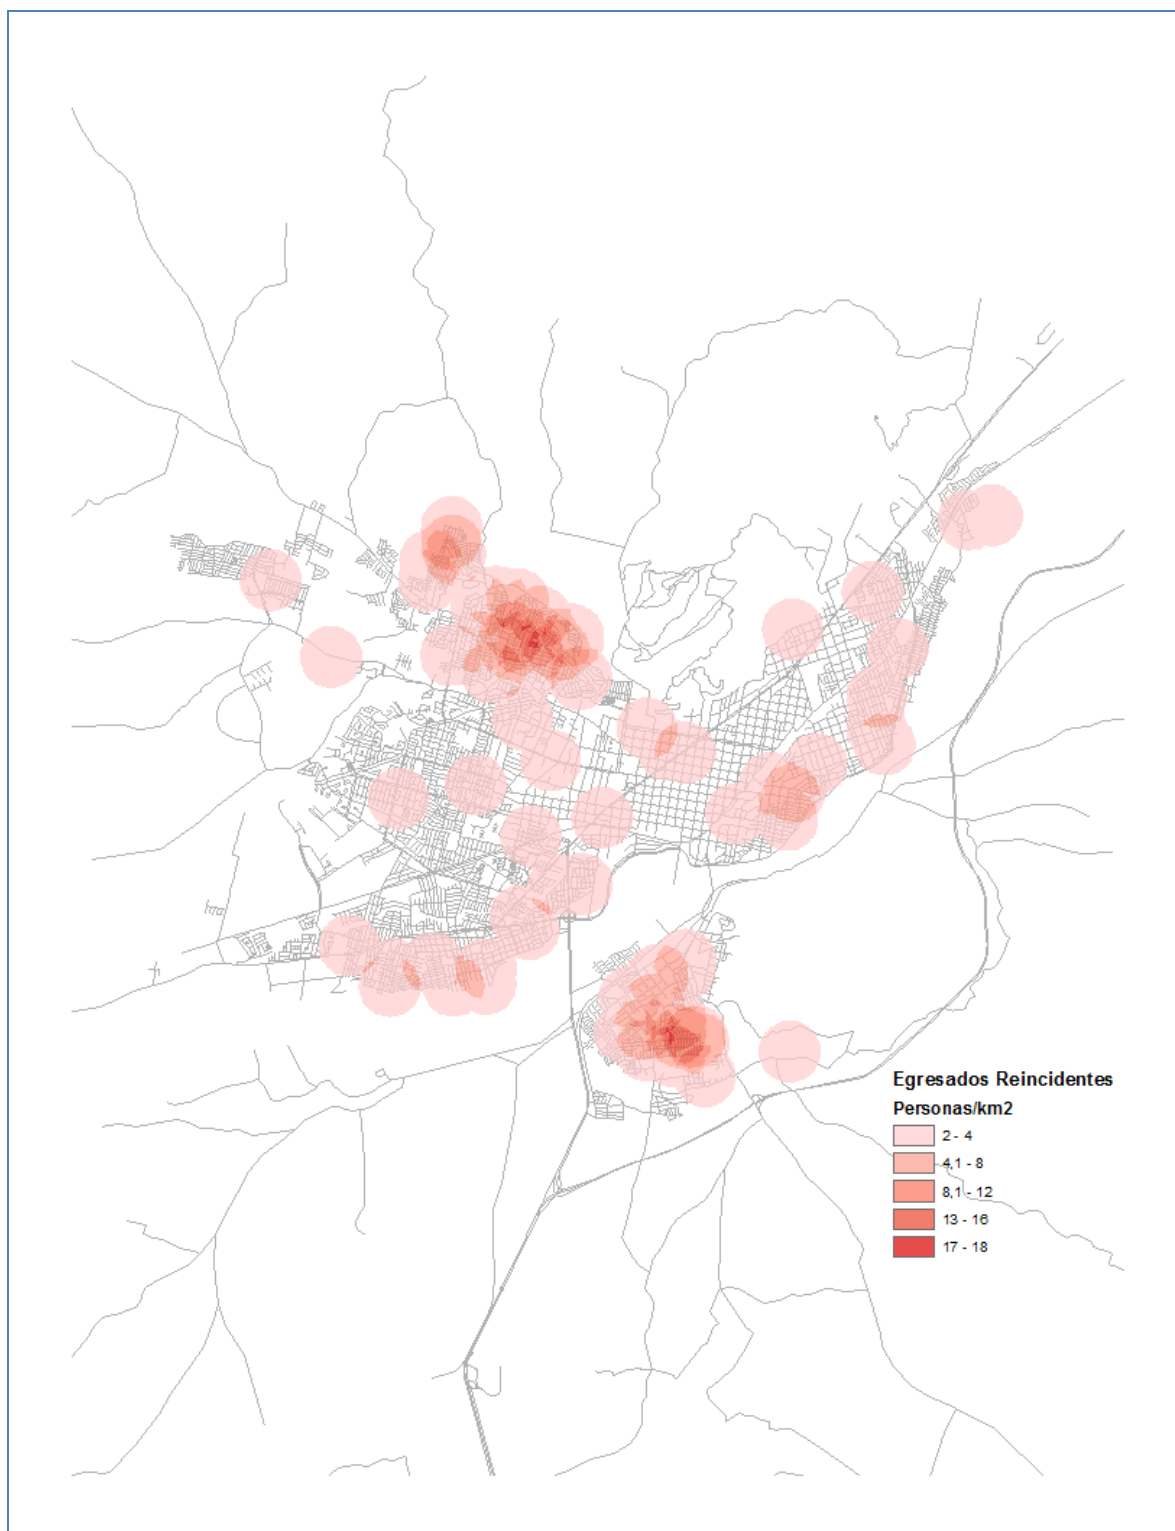 Egresados Reincidentes
Personas/km2
2 - 4
4,1 - 8
8,1 - 12
13 - 16
17 - 18